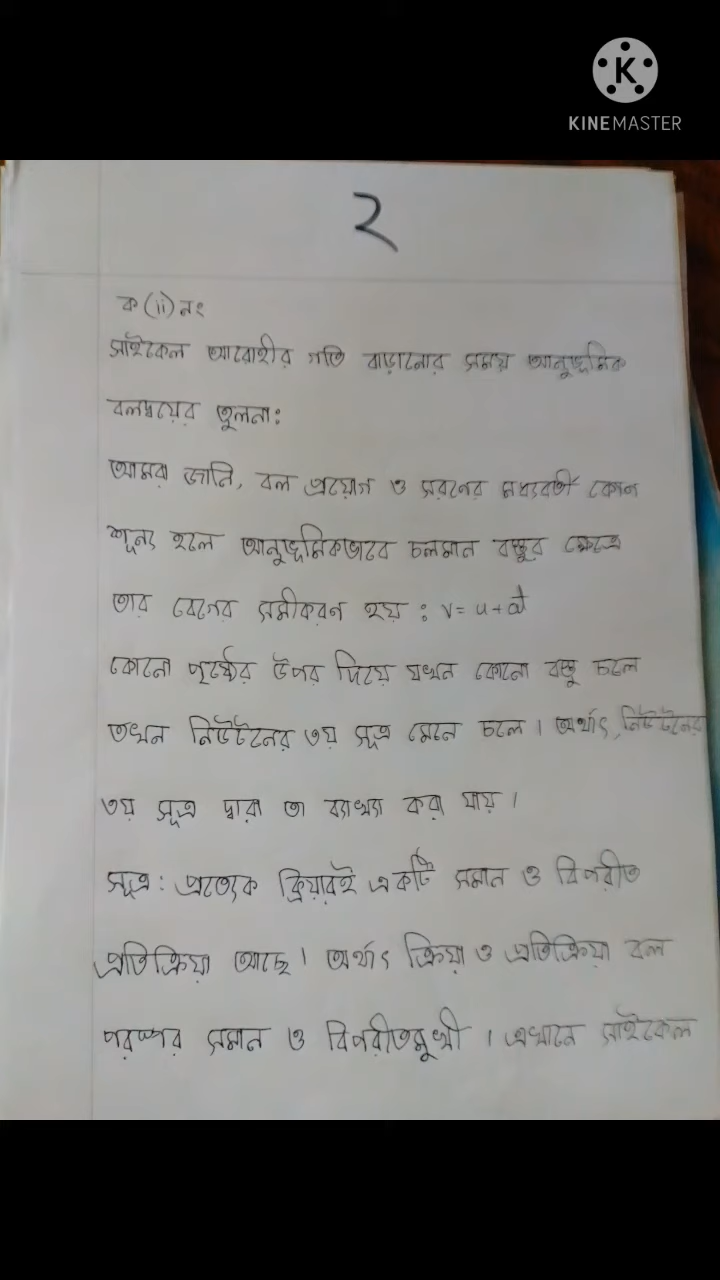 KINEMASTER
২
ক (ii) নং
সাইকেল আরোহীর গতি বাড়ানোর সময় আনুভূমিক
বলদ্বয়ের তুলনা:
আমরা জানি, বল প্রয়োগ ও সরনের মধ্যবর্তী কোন
শূন্য হলে আনুভূমিকভাবে চলমান বস্তুর ক্ষেত্রে
তার বেগের সমীকরন হয় : v = u + at
কোনো পৃষ্ঠের উপর দিয়ে যখন কোনো বস্তু চলে
তখন নিউটনের ৩য় সূত্র মেনে চলে । অর্থাৎ, নিউটনের
৩য় সূত্র দ্বারা তা ব্যাখ্যা করা যায় ।
সূত্র : প্রত্যেক ক্রিয়ারই একটি সমান ও বিপরীত
প্রতিক্রিয়া আছে । অর্থাৎ ক্রিয়া ও প্রতিক্রিয়া বল
পরস্পর সমান ও বিপরীতমুখী । এখানে সাইকেল